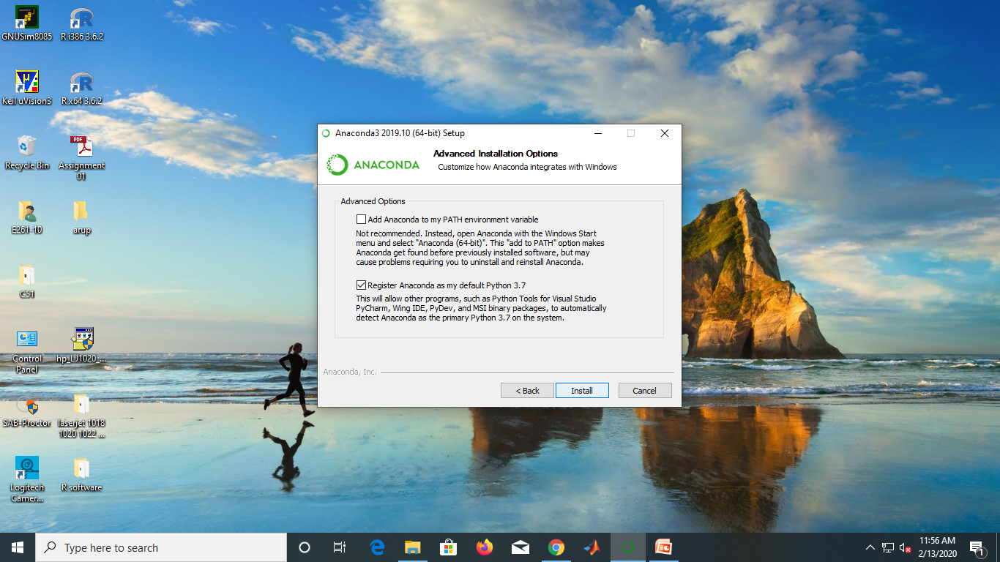 GNUSim8085
R i386 3.6.2
Keil uVision3
R x64 3.6.2
Recycle Bin
Assignment
01
E261-10
arup
C51
Control
Panel
hp_LJ1020_...
SAB-Proctor
laserjet 1018
1020 1022 ...
Logitech
Camer...
R software
Anaconda3 2019.10 (64-bit) Setup
ANACONDA
Advanced Installation Options
Customize how Anaconda integrates with Windows
Advanced Options
Add Anaconda to my PATH environment variable
Not recommended. Instead, open Anaconda with the Windows Start
menu and select "Anaconda (64-bit)". This "add to PATH" option makes
Anaconda get found before previously installed software, but may
cause problems requiring you to uninstall and reinstall Anaconda.
Register Anaconda as my default Python 3.7
This will allow other programs, such as Python Tools for Visual Studio
PyCharm, Wing IDE, PyDev, and MSI binary packages, to automatically
detect Anaconda as the primary Python 3.7 on the system.
Anaconda, Inc.
< Back
Install
Cancel
Type here to search
11:56 AM
2/13/2020
1